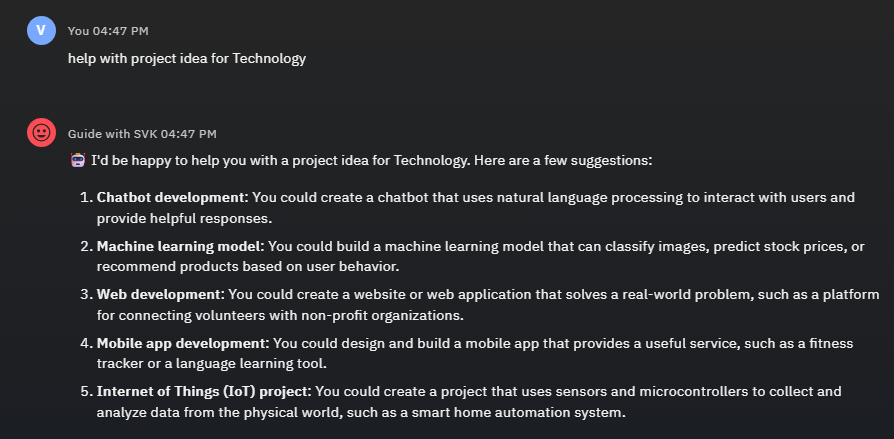 V
You 04:47 PM
help with project idea for Technology
Guide with SVK 04:47 PM
🤖 I'd be happy to help you with a project idea for Technology. Here are a few suggestions:
1. Chatbot development: You could create a chatbot that uses natural language processing to interact with users and
provide helpful responses.
2. Machine learning model: You could build a machine learning model that can classify images, predict stock prices, or
recommend products based on user behavior.
3. Web development: You could create a website or web application that solves a real-world problem, such as a platform
for connecting volunteers with non-profit organizations.
4. Mobile app development: You could design and build a mobile app that provides a useful service, such as a fitness
tracker or a language learning tool.
5. Internet of Things (IoT) project: You could create a project that uses sensors and microcontrollers to collect and
analyze data from the physical world, such as a smart home automation system.